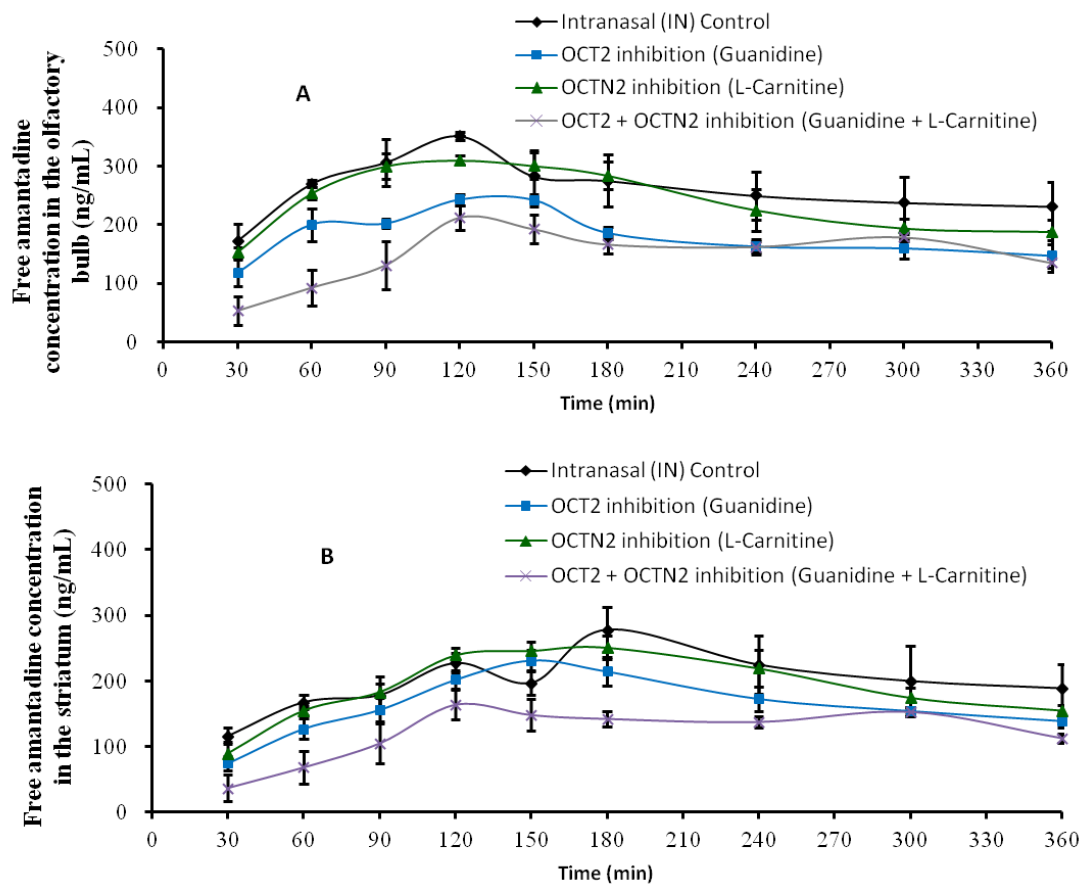 Intranasal (IN) Control
OCT2 inhibition (Guanidine)
OCTN2 inhibition (L-Carnitine)
OCT2 + OCTN2 inhibition (Guanidine + L-Carnitine)
A
Free amantadine
concentration in the olfactory
bulb (ng/mL)
500
400
300
200
100
0
0 30 60 90 120 150 180 210 240 270 300 330 360
Time (min)
Intranasal (IN) Control
OCT2 inhibition (Guanidine)
OCTN2 inhibition (L-Carnitine)
OCT2 + OCTN2 inhibition (Guanidine + L-Carnitine)
B
Free amantadine concentration
in the striatum (ng/mL)
500
400
300
200
100
0
0 30 60 90 120 150 180 210 240 270 300 330 360
Time (min)